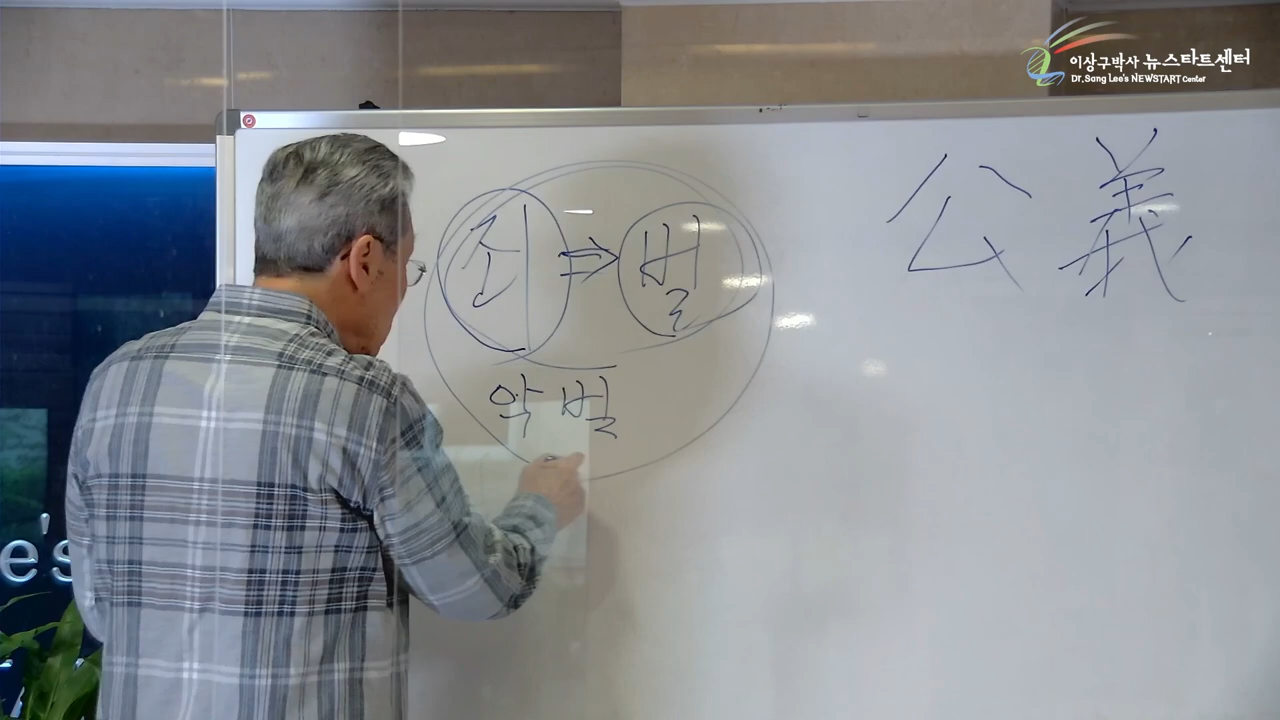 이상구박사 뉴스타트센터
Dr. Sang Lee's NEWSTART Center
죄 ⇒ 벌
公義
악 벌
e's